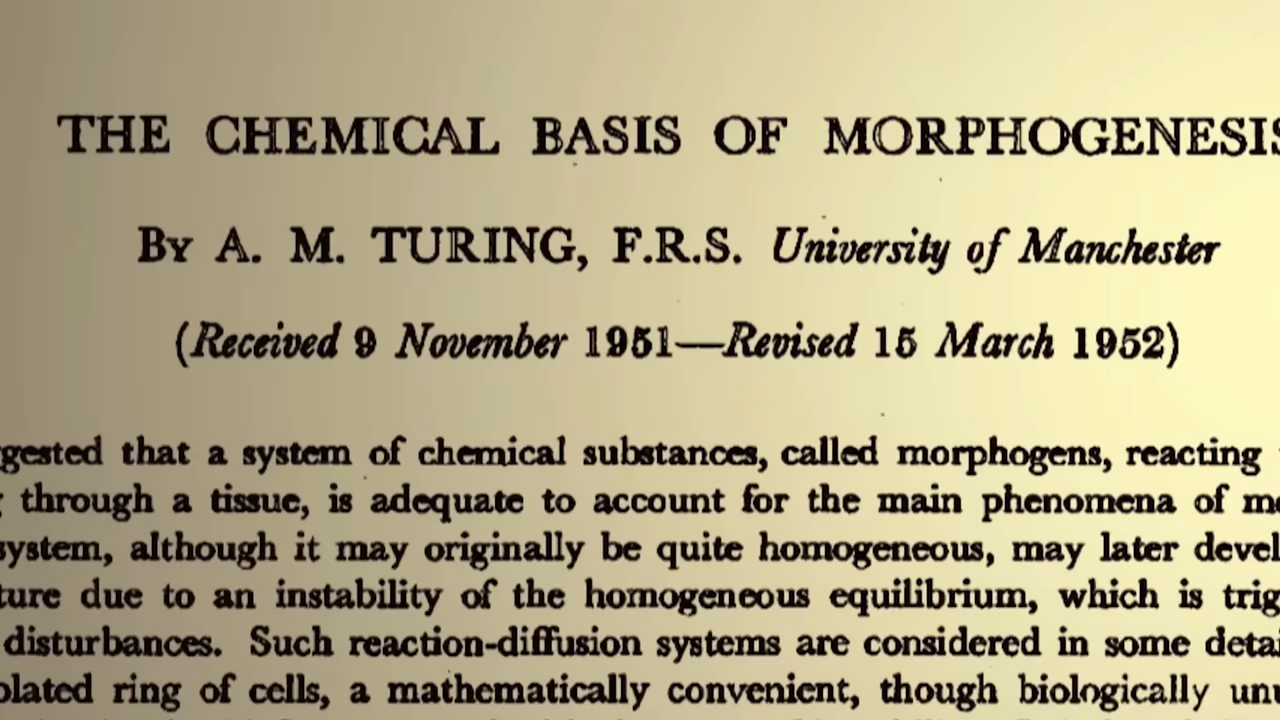 THE CHEMICAL BASIS OF MORPHOGENESIS
By A. M. TURING, F.R.S. University of Manchester
(Received 9 November 1951—Revised 15 March 1952)
gested that a system of chemical substances, called morphogens, reacting
through a tissue, is adequate to account for the main phenomena of
system, although it may originally be quite homogeneous, may later devel
ture due to an instability of the homogeneous equilibrium, which is trig
disturbances. Such reaction-diffusion systems are considered in some detai
olated ring of cells, a mathematically convenient, though biologically